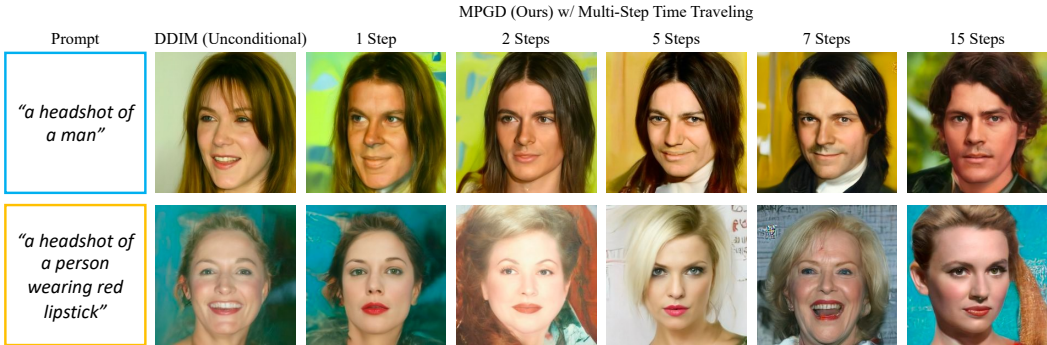 MPGD (Ours) w/ Multi-Step Time Traveling
Prompt DDIM (Unconditional) 1 Step 2 Steps 5 Steps 7 Steps 15 Steps
“a headshot of
a man”
“a headshot of
a person
wearing red
lipstick”